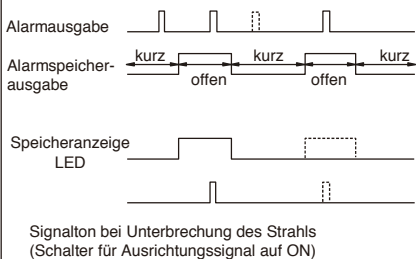 Alarmausgabe
kurz kurz kurz
Alarmspeicher-
ausgabe
offen offen
Speicheranzeige
LED
Signalton bei Unterbrechung des Strahls
(Schalter für Ausrichtungssignal auf ON)